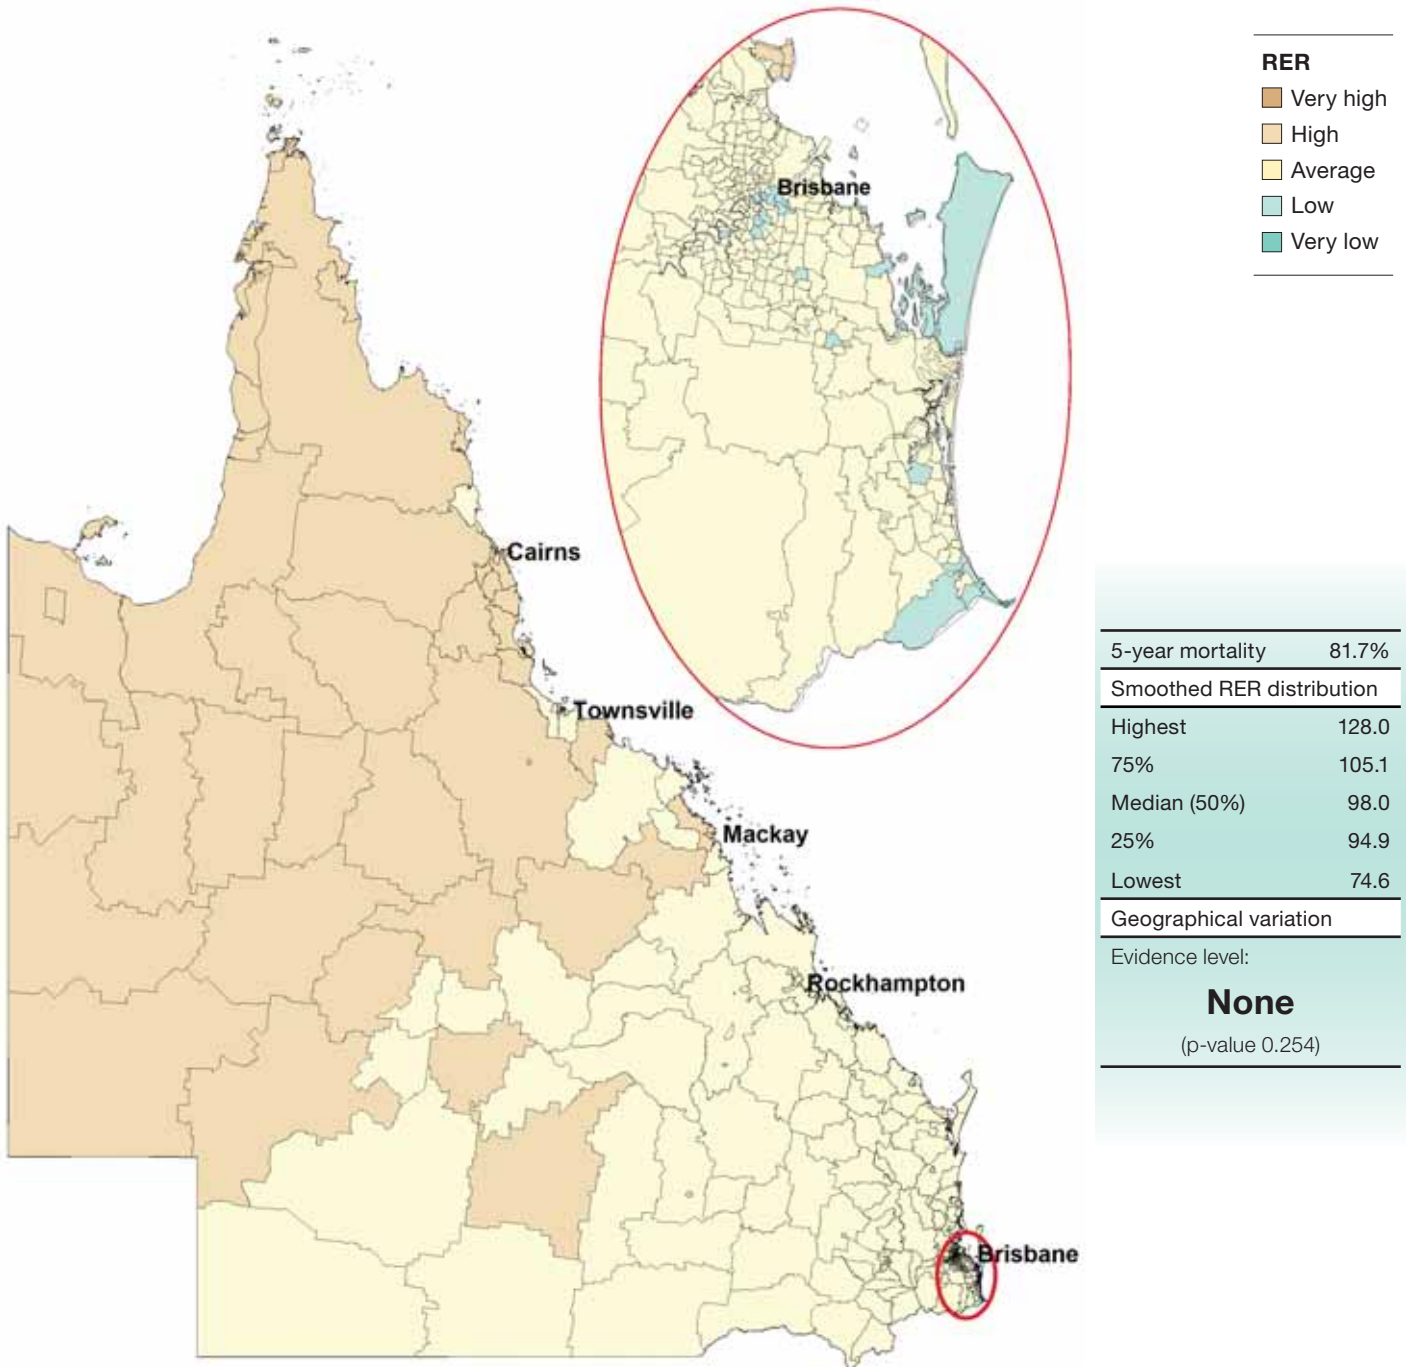 Brisbane
RER
Very high
High
Average
Low
Very low
Cairns
Townsville
Mackay
Rockhampton
Brisbane
5-year mortality 81.7%
Smoothed RER distribution
Highest 128.0
75% 105.1
Median (50%) 98.0
25% 94.9
Lowest 74.6
Geographical variation
Evidence level:
None
(p-value 0.254)